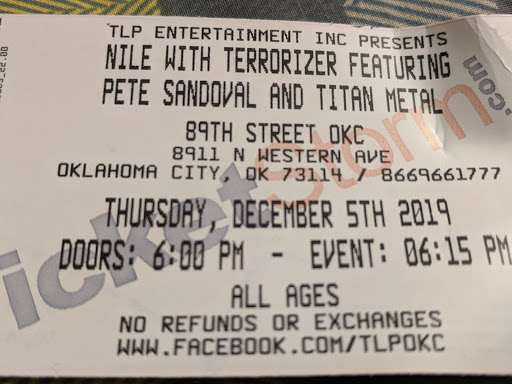 TLP ENTERTAINMENT INC PRESENTS
NILE WITH TERRORIZER FEATURING
PETE SANDOVAL AND TITAN METAL
89TH STREET OKC
8911 N WESTERN AVE
OKLAHOMA CITY, OK 73114 / 8669661777
THURSDAY, DECEMBER 5TH 2019
DOORS: 6:00 PM - EVENT: 06:15 PM
ALL AGES
NO REFUNDS OR EXCHANGES
WWW.FACEBOOK.COM/TLPOKC
icketStorm.com